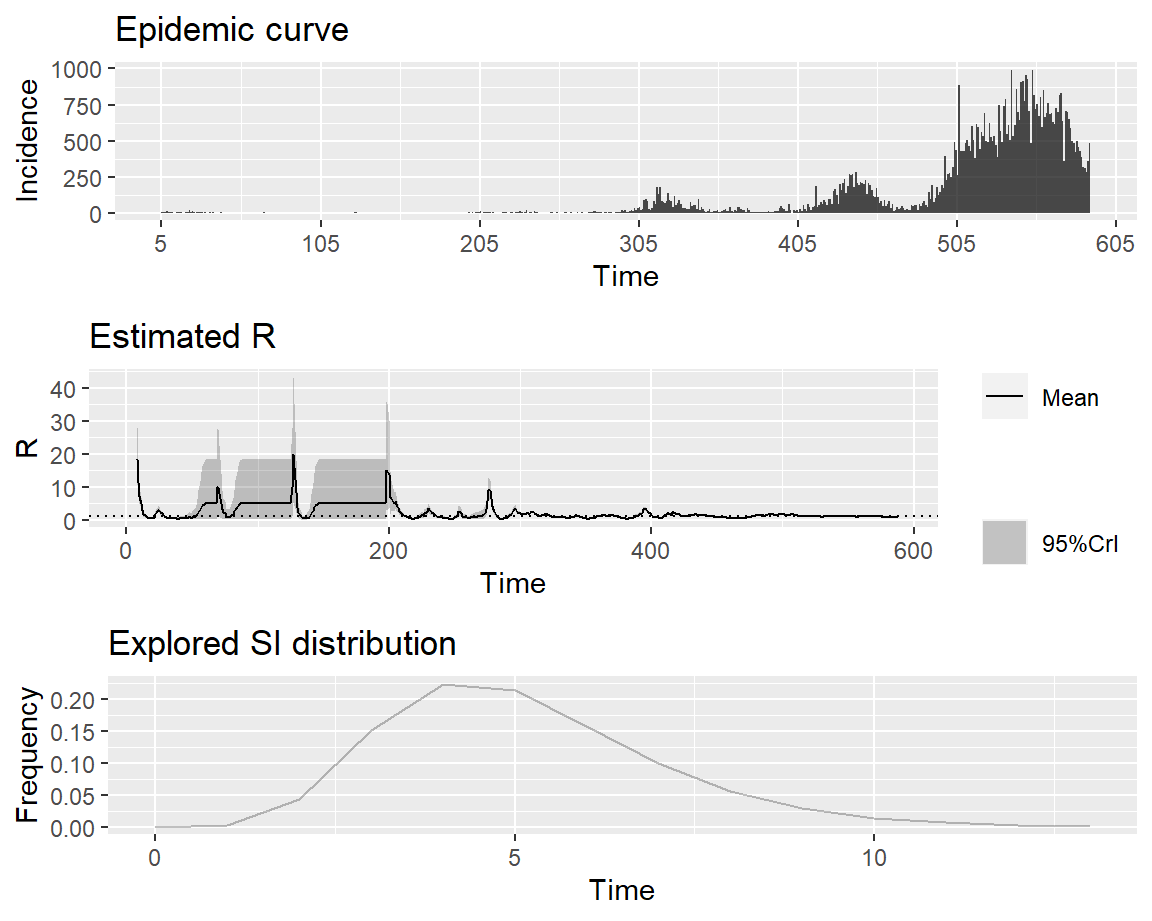 Epidemic curve
Incidence
1000
750
500
250
0
5 105 205 305 405 505 605
Time
Estimated R
R
40
30
20
10
0
0 200 400 600
Time
Mean
95%CrI
Explored SI distribution
Frequency
0.20
0.15
0.10
0.05
0.00
0 5 10
Time